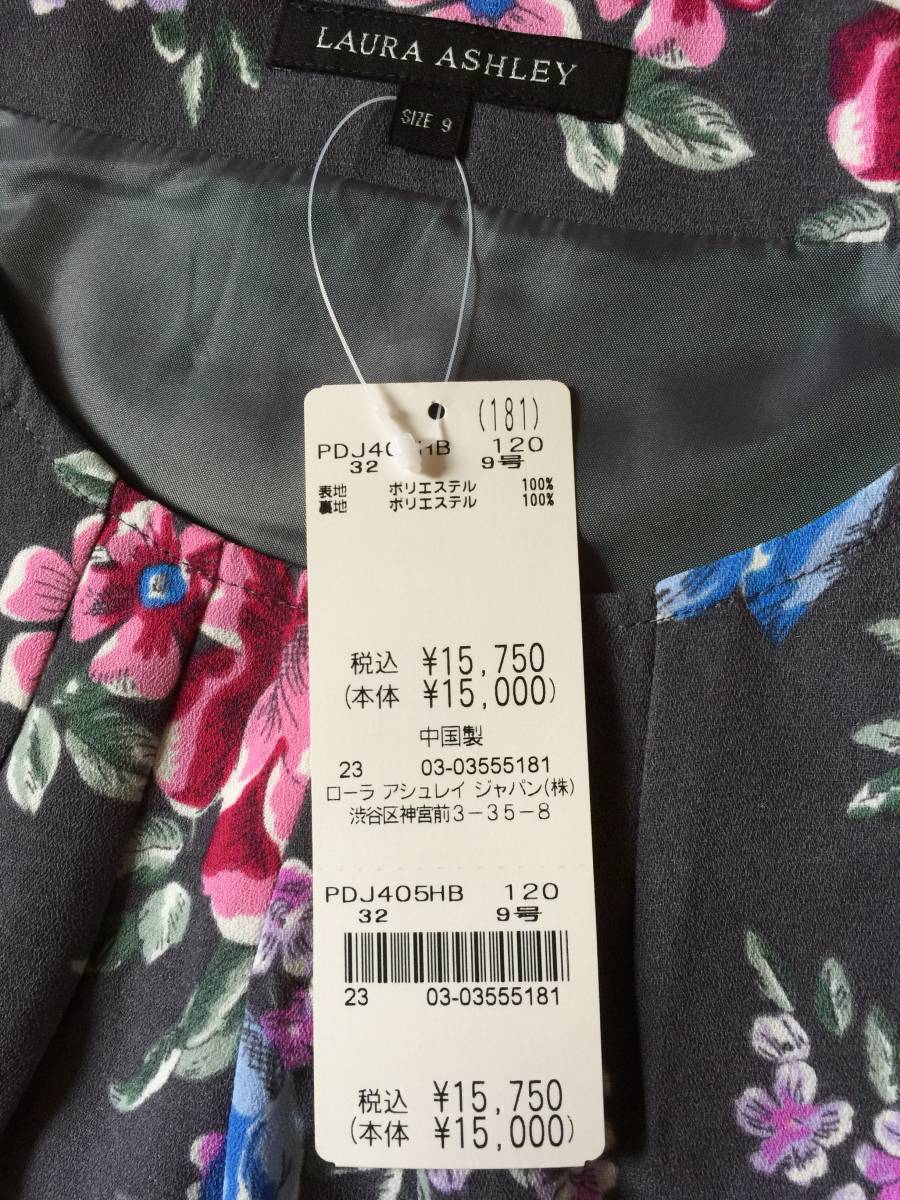 LAURA ASHLEY
SIZE 9
(181)
PDJ40 HB 120
32 9号
表地 ポリエステル 100%
裏地 ポリエステル 100%
税込 ¥15,750
(本体 ¥15,000)
中国製
23 03-03555181
ローラ アシュレイ ジャパン(株)
渋谷区神宮前3-35-8
PDJ405HB 120
32 9号
23 03-03555181
税込 ¥15,750
(本体 ¥15,000)